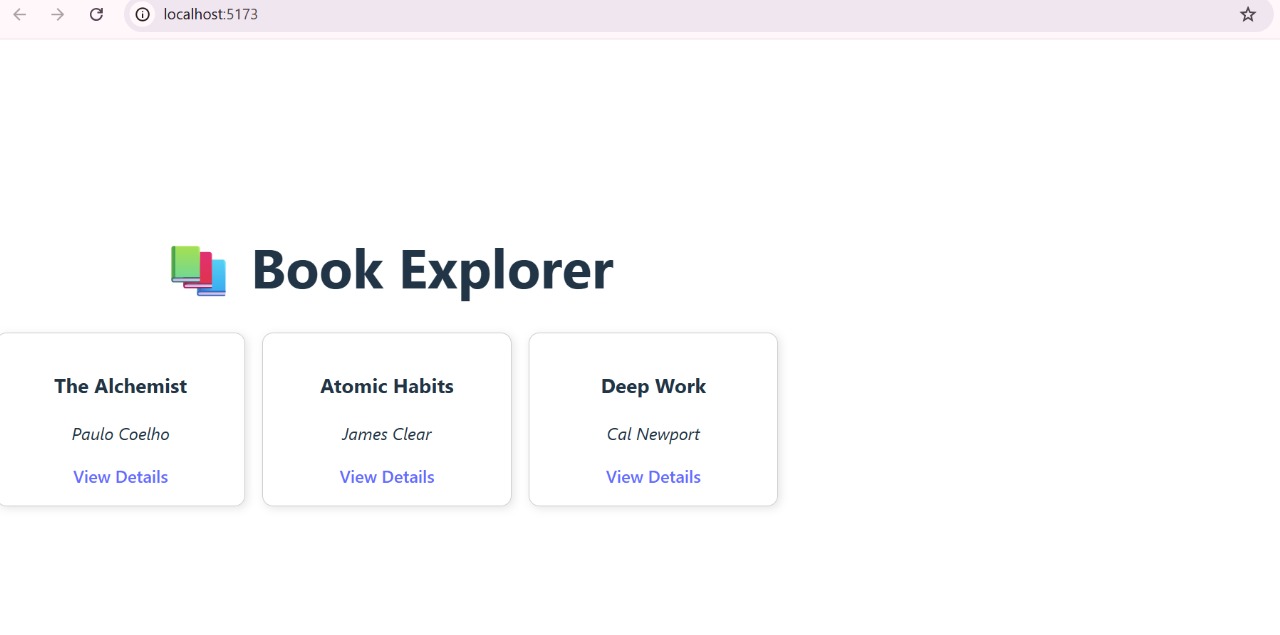 localhost:5173
Book Explorer
The Alchemist
Paulo Coelho
View Details
Atomic Habits
James Clear
View Details
Deep Work
Cal Newport
View Details